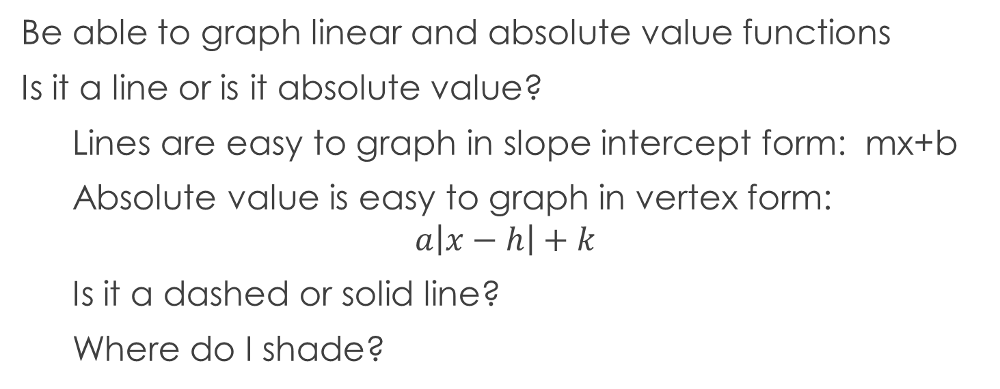 Be able to graph linear and absolute value functions
Is it a line or is it absolute value?
Lines are easy to graph in slope intercept form:  mx+b
Absolute value is easy to graph in vertex form:
a|x − h| + k
Is it a dashed or solid line?
Where do I shade?